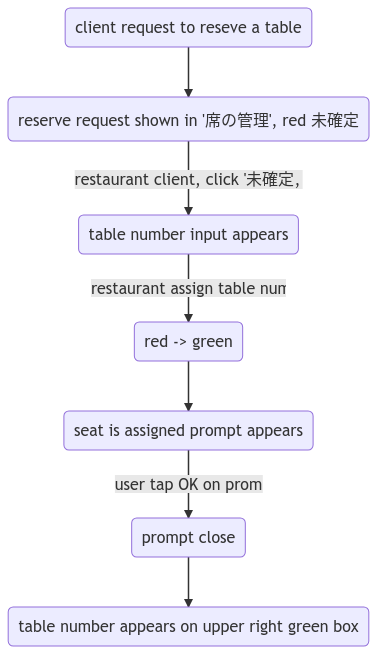 client request to reseve a table
reserve request shown in '席の管理', red 未確定
restaurant client, click '未確定,
table number input appears
restaurant assign table num
red -> green
seat is assigned prompt appears
user tap OK on prom
prompt close
table number appears on upper right green box